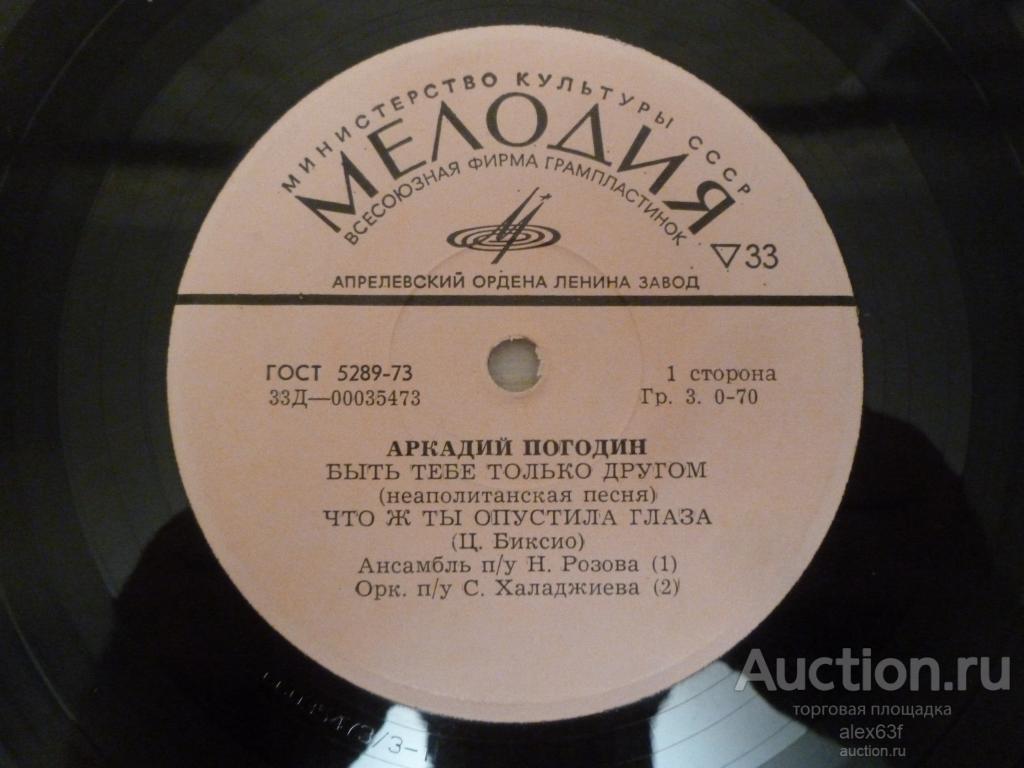 МИНИСТЕРСТВО КУЛЬТУРЫ СССР
МЕЛОДИЯ
ВСЕСОЮЗНАЯ ФИРМА ГРАМПЛАСТИНОК
▽33
АПРЕЛЕВСКИЙ ОРДЕНА ЛЕНИНА ЗАВОД
ГОСТ 5289-73
1 сторона
33Д—00035473
Гр. 3. 0-70
АРКАДИЙ ПОГОДИН
БЫТЬ ТЕБЕ ТОЛЬКО ДРУГОМ
(неаполитанская песня)
ЧТО Ж ТЫ ОПУСТИЛА ГЛАЗА
(Ц. Биксио)
Ансамбль п/у Н. Розова (1)
Орк. п/у С. Халаджиева (2)
Auction.ru
торговая площадка
alex63f
auction.ru